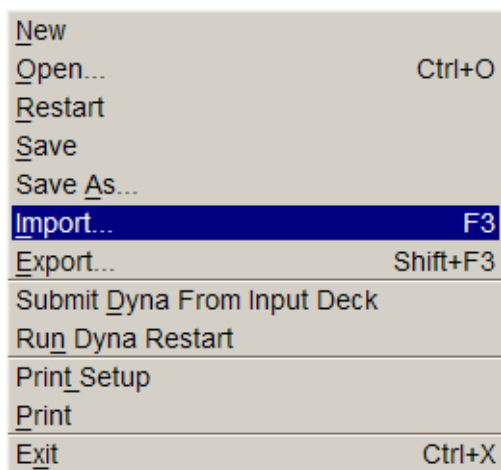 New
Open... Ctrl+O
Restart
Save
Save As...
Import... F3
Export... Shift+F3
Submit Dyna From Input Deck
Run Dyna Restart
Print Setup
Print
Exit Ctrl+X